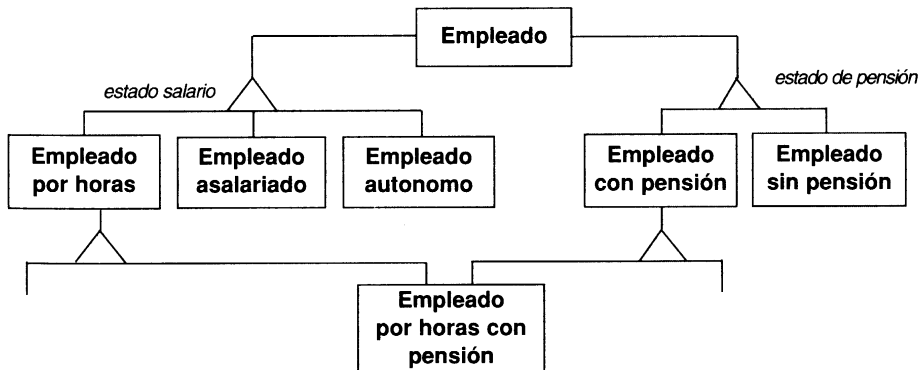 Empleado
estado salario
estado de pensión
Empleado
por horas
Empleado
asalariado
Empleado
autonomo
Empleado
con pensión
Empleado
sin pensión
Empleado
por horas con
pensión